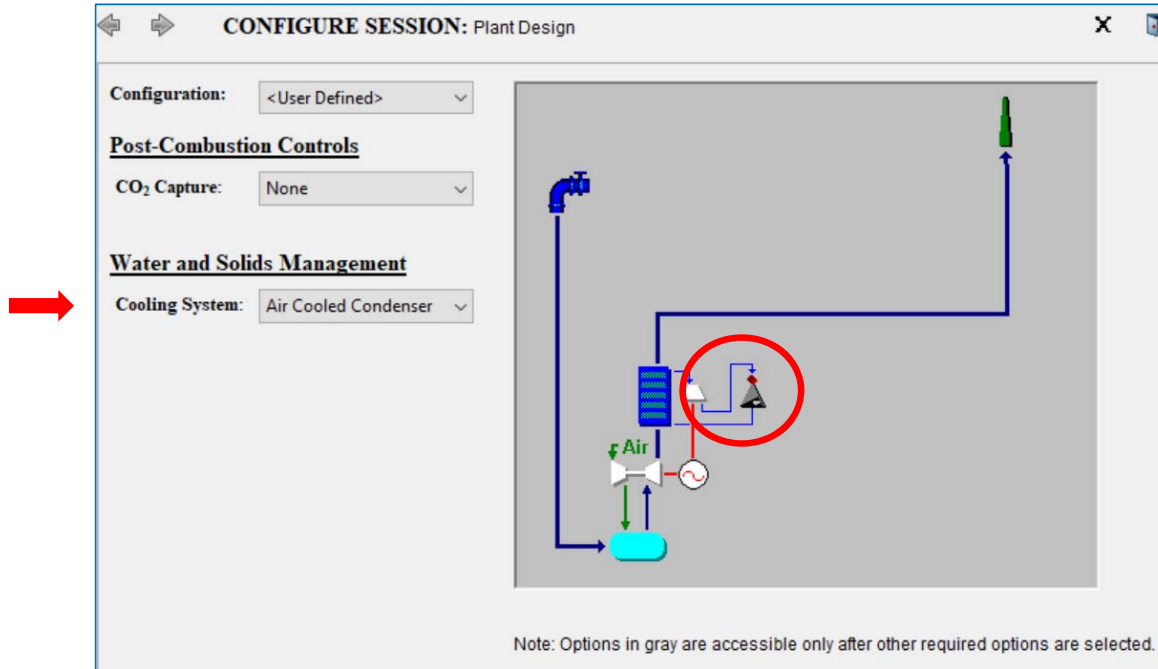 CONFIGURE SESSION: Plant Design
X
Configuration: <User Defined>
Post-Combustion Controls
CO₂ Capture: None
Water and Solids Management
Cooling System: Air Cooled Condenser
Air
Note: Options in gray are accessible only after other required options are selected.